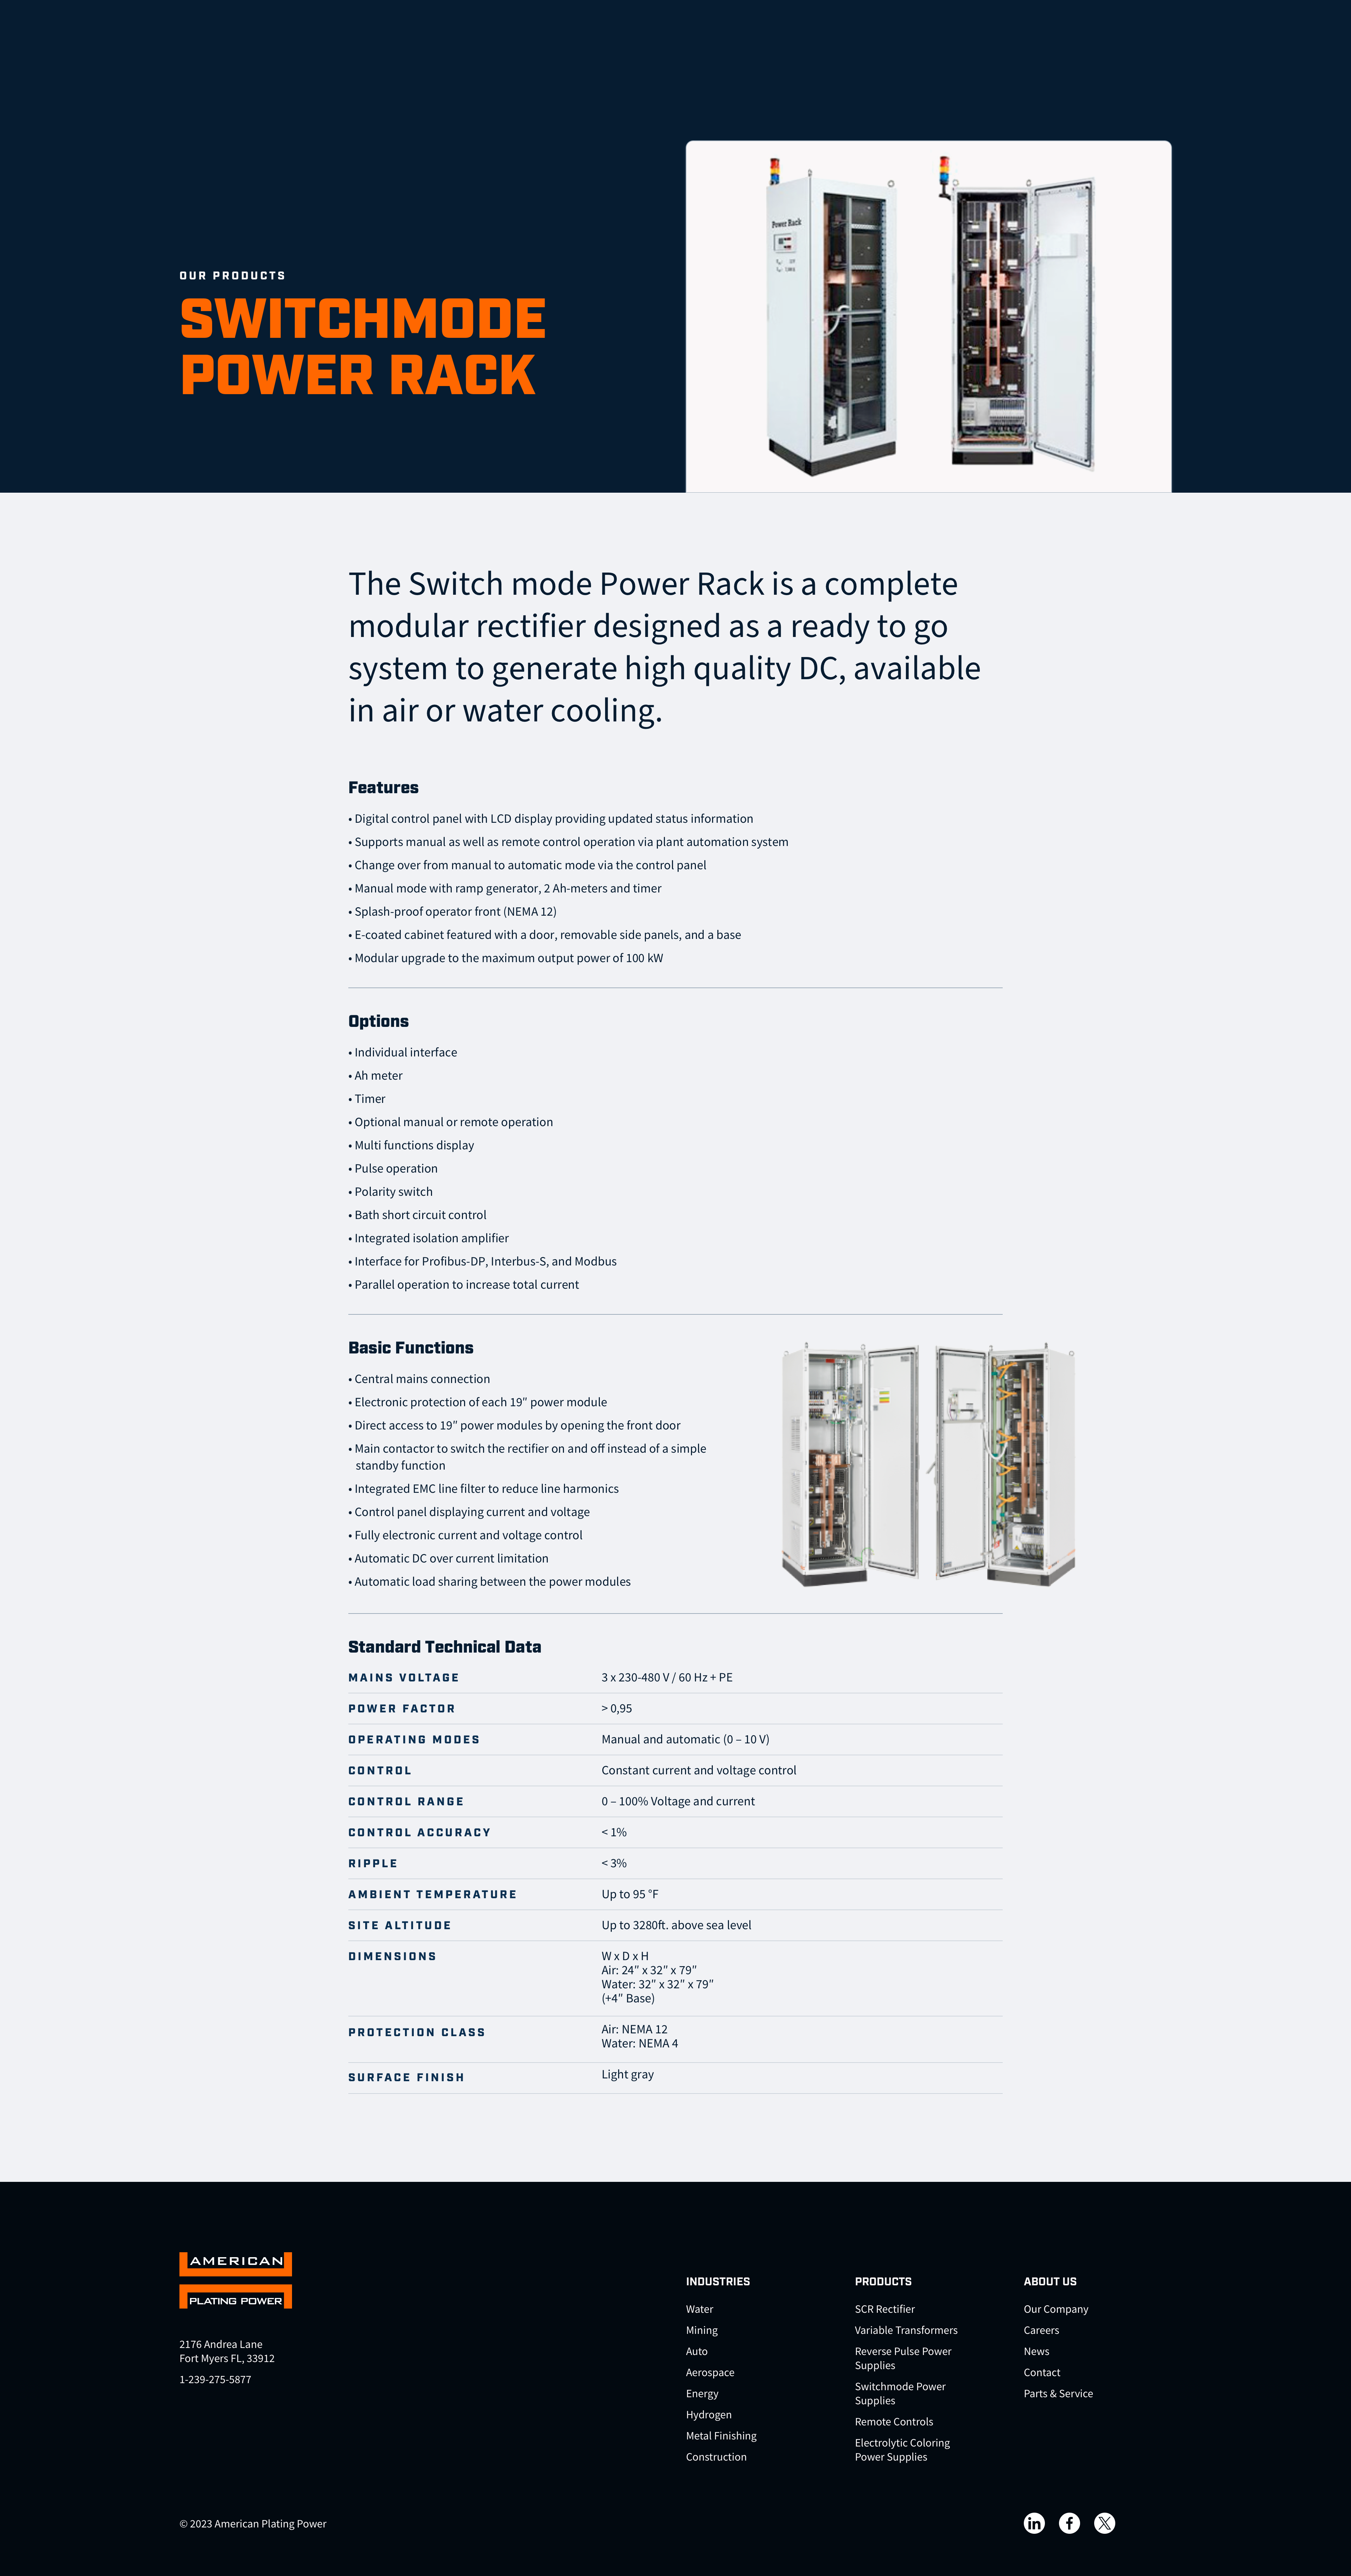 OUR PRODUCTS
SWITCHMODE
POWER RACK
Power Rack
The Switch mode Power Rack is a complete
modular rectifier designed as a ready to go
system to generate high quality DC, available
in air or water cooling.
Features
• Digital control panel with LCD display providing updated status information
• Supports manual as well as remote control operation via plant automation system
• Change over from manual to automatic mode via the control panel
• Manual mode with ramp generator, 2 Ah-meters and timer
• Splash-proof operator front (NEMA 12)
• E-coated cabinet featured with a door, removable side panels, and a base
• Modular upgrade to the maximum output power of 100 kW
Options
• Individual interface
• Ah meter
• Timer
• Optional manual or remote operation
• Multi functions display
• Pulse operation
• Polarity switch
• Bath short circuit control
• Integrated isolation amplifier
• Interface for Profibus-DP, Interbus-S, and Modbus
• Parallel operation to increase total current
Basic Functions
• Central mains connection
• Electronic protection of each 19″ power module
• Direct access to 19″ power modules by opening the front door
• Main contactor to switch the rectifier on and off instead of a simple
standby function
• Integrated EMC line filter to reduce line harmonics
• Control panel displaying current and voltage
• Fully electronic current and voltage control
• Automatic DC over current limitation
• Automatic load sharing between the power modules
Standard Technical Data
MAINS VOLTAGE 3 x 230-480 V / 60 Hz + PE
POWER FACTOR > 0,95
OPERATING MODES Manual and automatic (0 – 10 V)
CONTROL Constant current and voltage control
CONTROL RANGE 0 – 100% Voltage and current
CONTROL ACCURACY < 1%
RIPPLE < 3%
AMBIENT TEMPERATURE Up to 95 °F
SITE ALTITUDE Up to 3280ft. above sea level
DIMENSIONS W x D x H
Air: 24″ x 32″ x 79″
Water: 32″ x 32″ x 79″
(+4″ Base)
PROTECTION CLASS Air: NEMA 12
Water: NEMA 4
SURFACE FINISH Light gray
AMERICAN
PLATING POWER
2176 Andrea Lane
Fort Myers FL, 33912
1-239-275-5877
INDUSTRIES
Water
Mining
Auto
Aerospace
Energy
Hydrogen
Metal Finishing
Construction
PRODUCTS
SCR Rectifier
Variable Transformers
Reverse Pulse Power
Supplies
Switchmode Power
Supplies
Remote Controls
Electrolytic Coloring
Power Supplies
ABOUT US
Our Company
Careers
News
Contact
Parts & Service
© 2023 American Plating Power